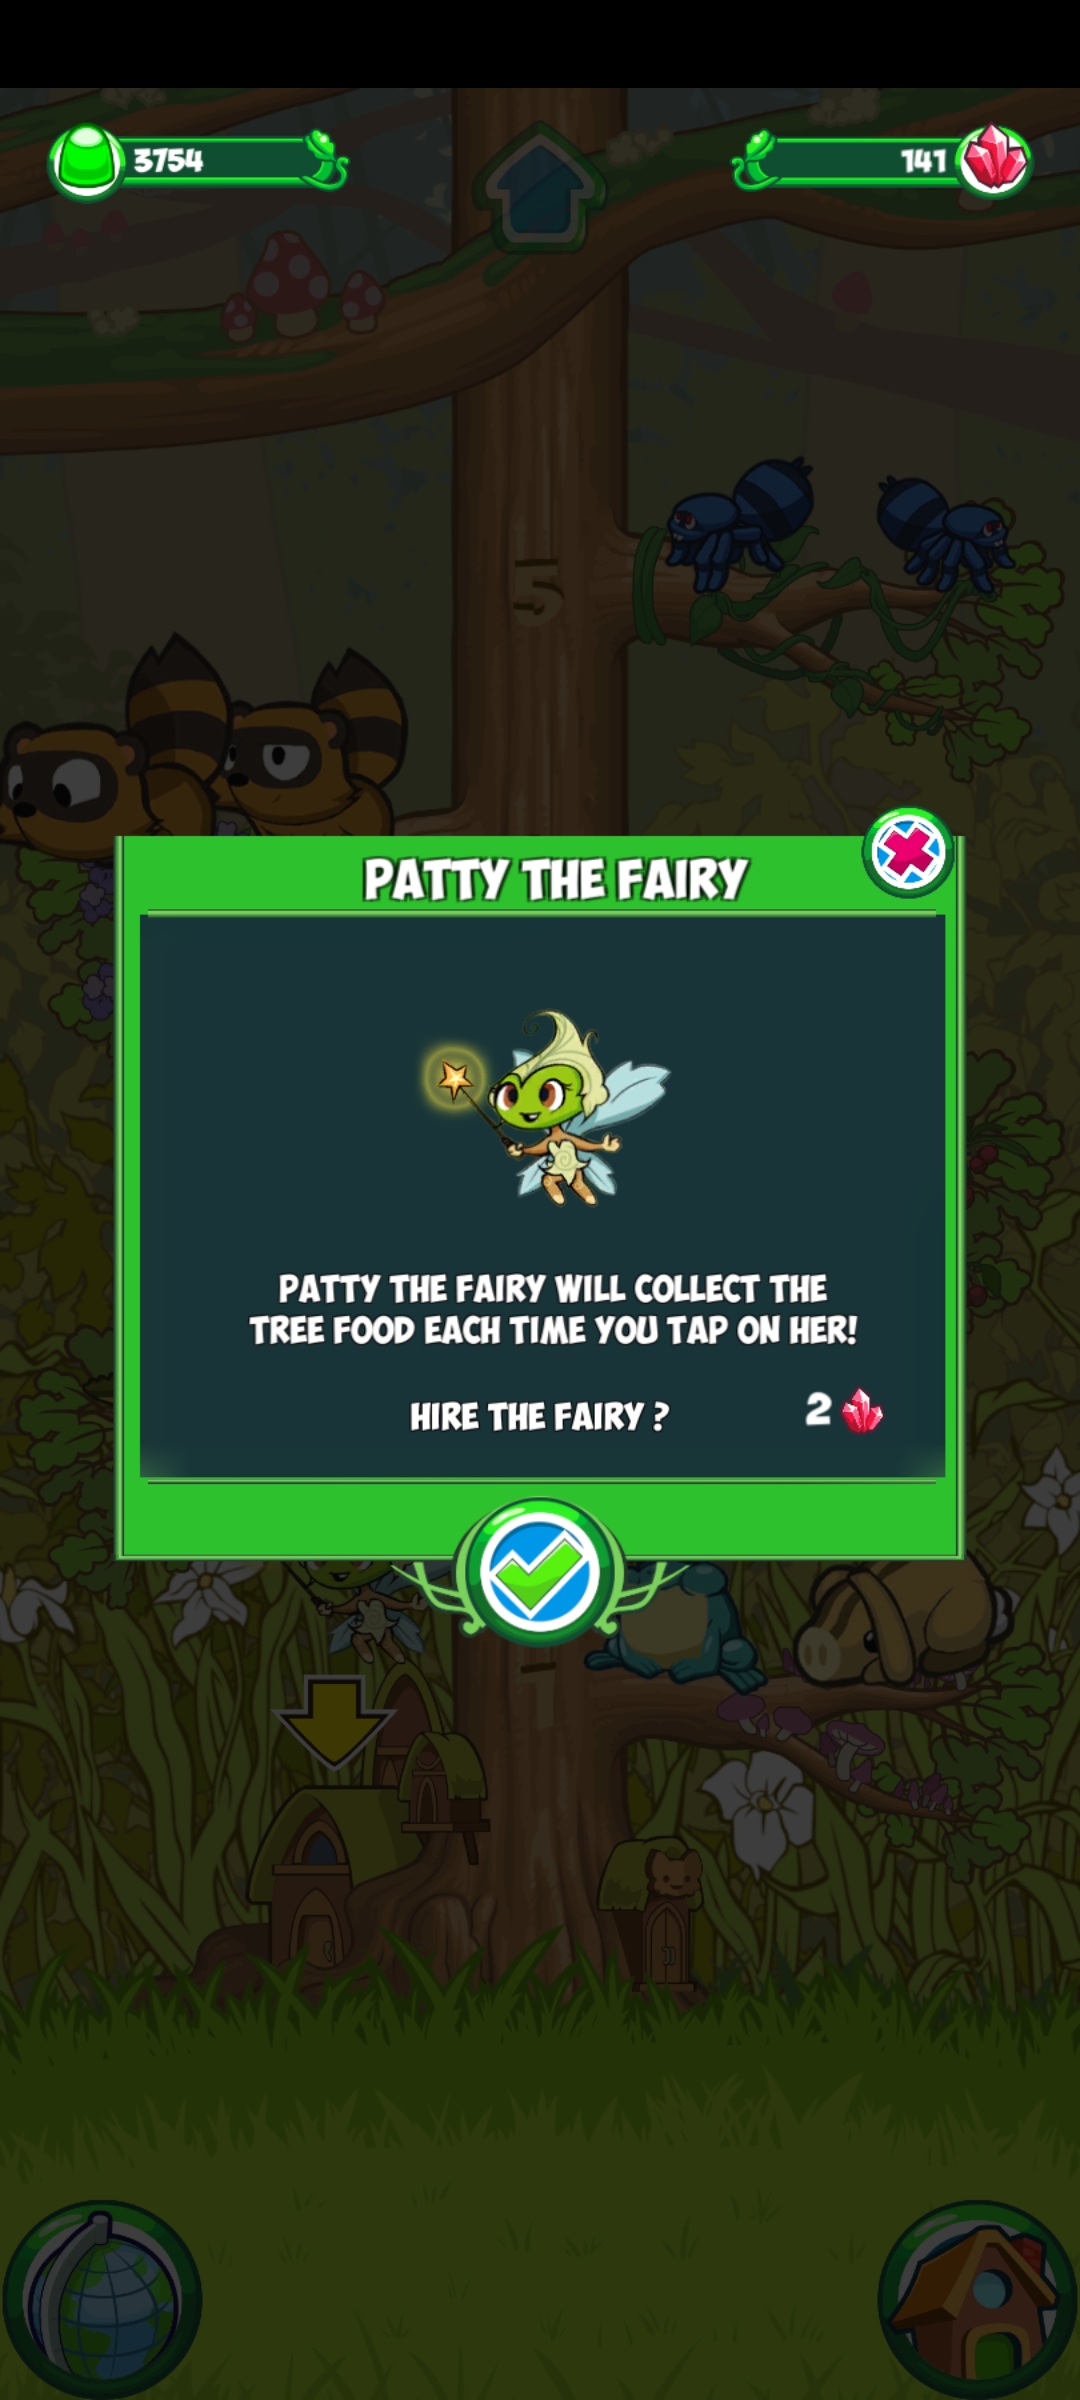 3754
141
5
PATTY THE FAIRY
PATTY THE FAIRY WILL COLLECT THE
TREE FOOD EACH TIME YOU TAP ON HER!
HIRE THE FAIRY ?
2
1